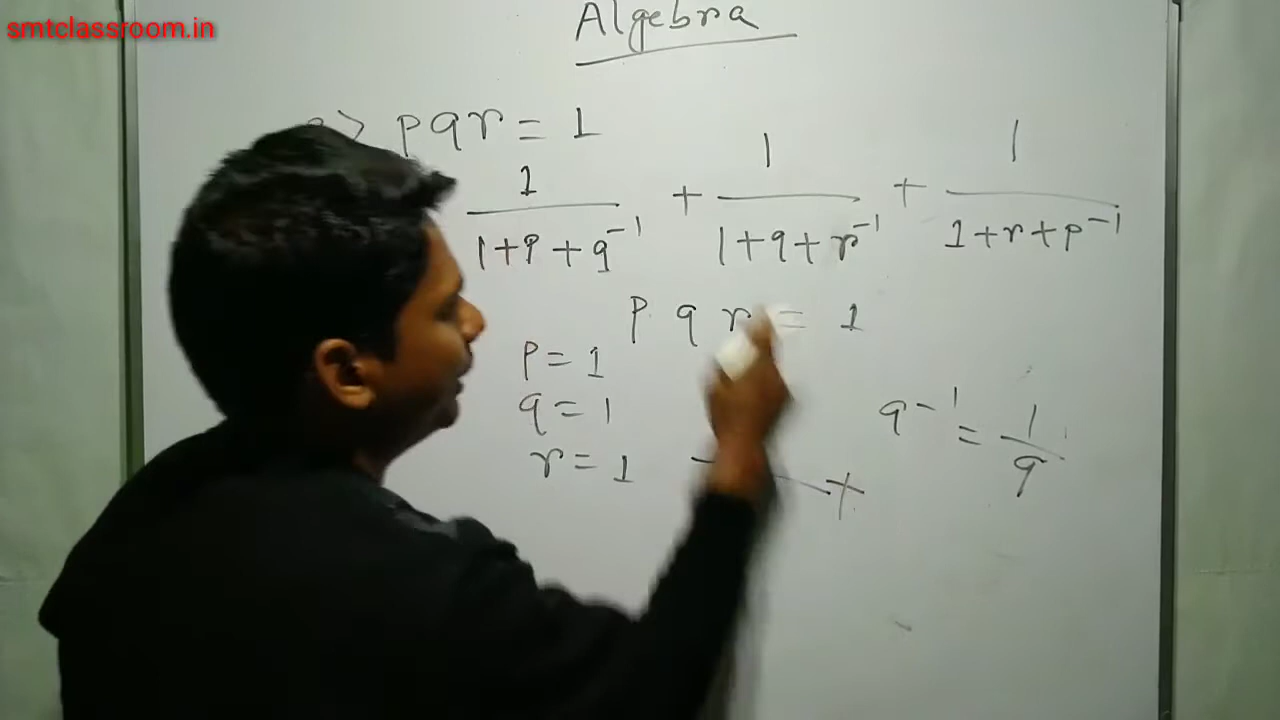 smtclassroom.in
Algebra
> pqr = 1
1/(1+p+q⁻¹) + 1/(1+q+r⁻¹) + 1/(1+r+p⁻¹)
p q r = 1
p = 1
q = 1 q⁻¹ = 1/q
r = 1
+